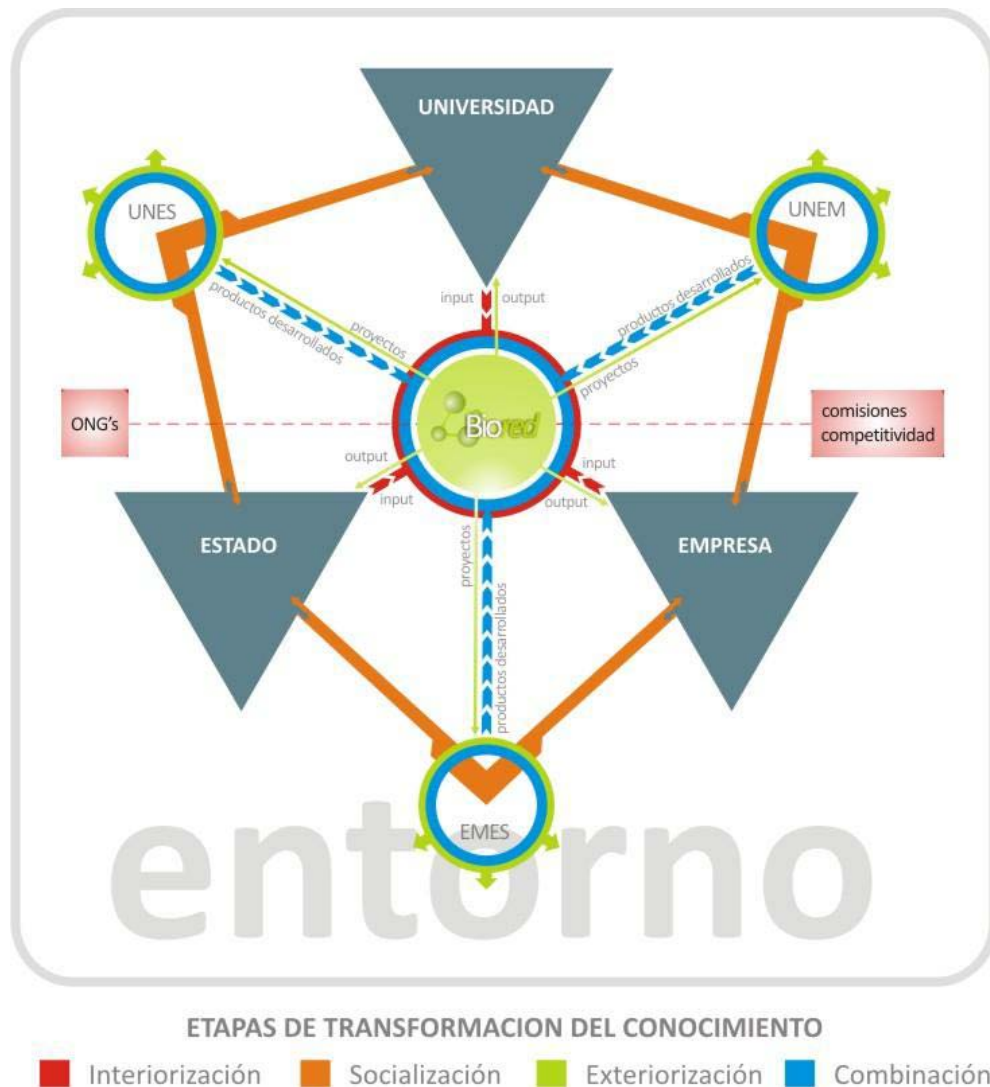 UNIVERSIDAD
UNES
UNEM
input
output
productos desarrollados
proyectos
productos desarrollados
proyectos
ONG's
Biored
comisiones
competitividad
output
input
input
output
ESTADO
EMPRESA
proyectos
productos desarrollados
EMES
entorno
ETAPAS DE TRANSFORMACION DEL CONOCIMIENTO
Interiorización
Socialización
Exteriorización
Combinación